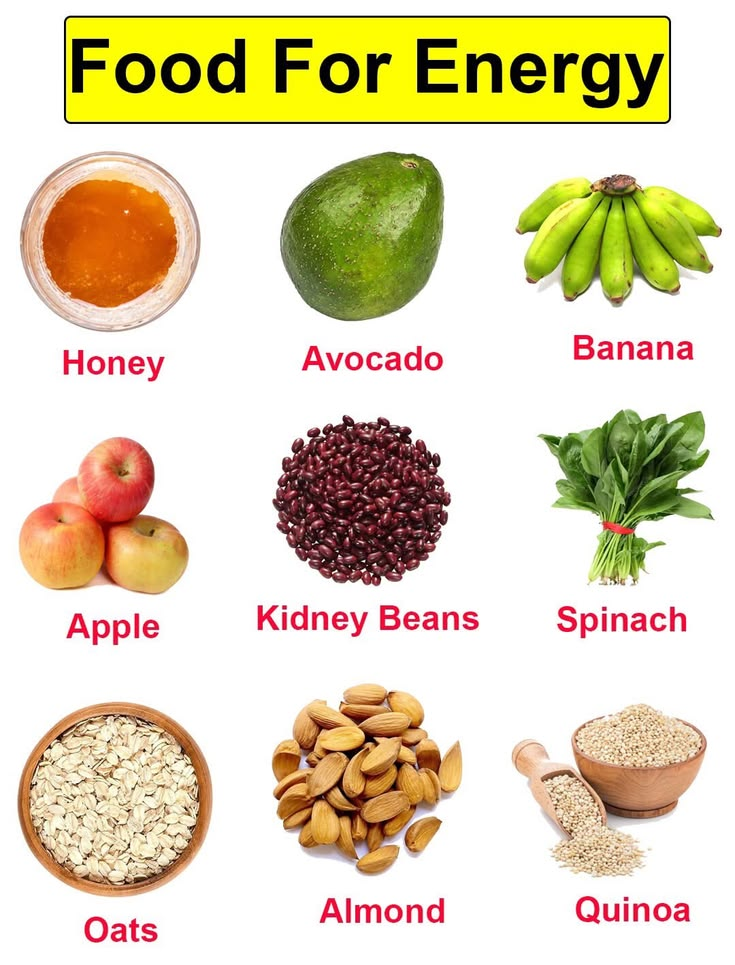 Food For Energy
Honey
Avocado
Banana
Apple
Kidney Beans
Spinach
Oats
Almond
Quinoa